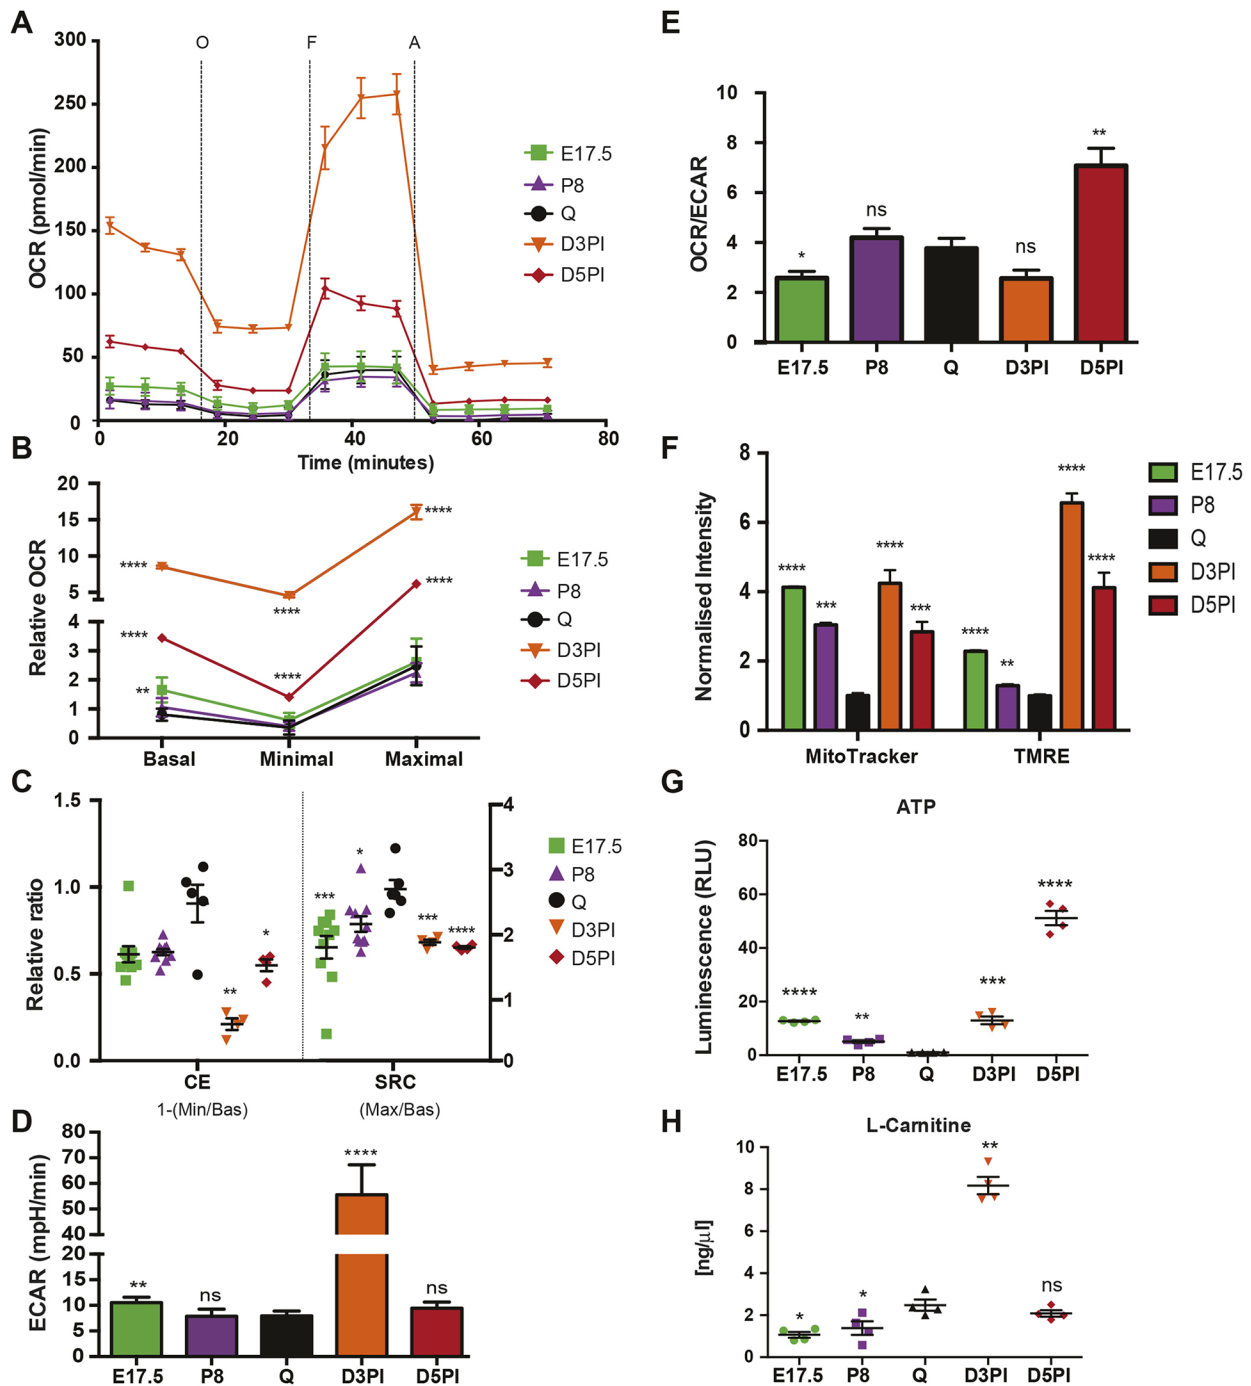 A
O F A
300
250
200
150
100
50
0
OCR (pmol/min)
0 20 40 60 80
Time (minutes)
E17.5
P8
Q
D3PI
D5PI
B
20
15
10
5
4
3
2
1
0
Relative OCR
****
****
****
****
****
****
**
Basal Minimal Maximal
E17.5
P8
Q
D3PI
D5PI
C
1.5
1.0
0.5
0.0
Relative ratio
**
*
***
*
***
****
4
3
2
1
0
CE SRC
1-(Min/Bas) (Max/Bas)
E17.5
P8
Q
D3PI
D5PI
D
80
70
60
50
40
20
15
10
5
0
ECAR (mpH/min)
** ns **** ns
E17.5 P8 Q D3PI D5PI
E
10
8
6
4
2
0
OCR/ECAR
* ns ns **
E17.5 P8 Q D3PI D5PI
F
8
6
4
2
0
Normalised Intensity
**** *** **** ***
**** ** **** ****
MitoTracker TMRE
E17.5
P8
Q
D3PI
D5PI
G
ATP
80
60
40
20
0
Luminescence (RLU)
**** ** *** ****
E17.5 P8 Q D3PI D5PI
H
L-Carnitine
10
8
6
4
2
0
[ng/µl]
* * ** ns
E17.5 P8 Q D3PI D5PI